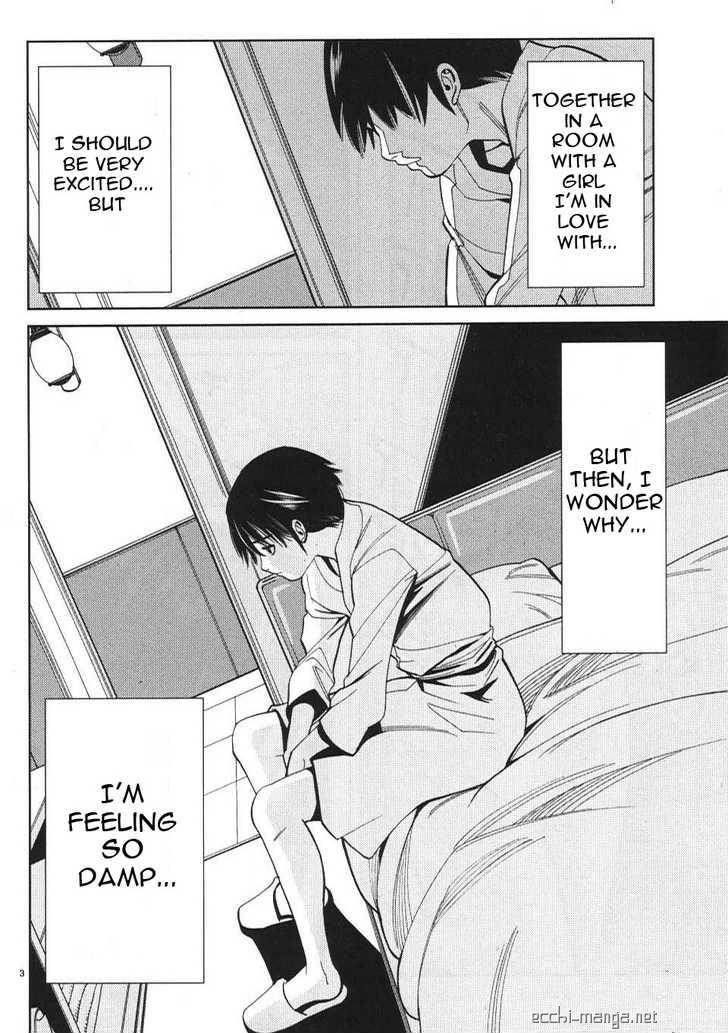 TOGETHER
IN A
ROOM
WITH A
GIRL
I'M IN
LOVE
WITH...
I SHOULD
BE VERY
EXCITED....
BUT
BUT
THEN, I
WONDER
WHY...
I'M
FEELING
SO
DAMP...
3
ecchi-manga.net